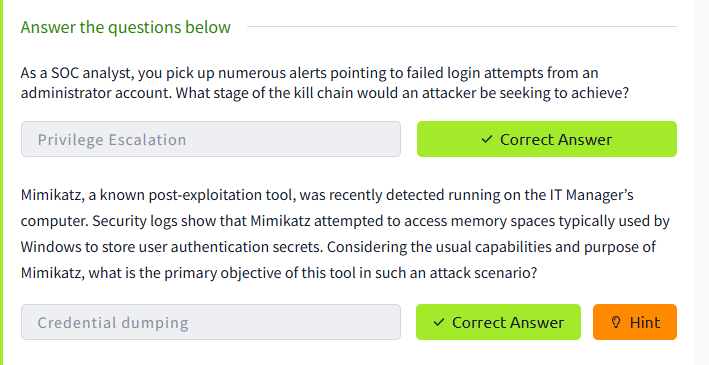 Answer the questions below
As a SOC analyst, you pick up numerous alerts pointing to failed login attempts from an
administrator account. What stage of the kill chain would an attacker be seeking to achieve?
Privilege Escalation
Correct Answer
Mimikatz, a known post-exploitation tool, was recently detected running on the IT Manager’s
computer. Security logs show that Mimikatz attempted to access memory spaces typically used by
Windows to store user authentication secrets. Considering the usual capabilities and purpose of
Mimikatz, what is the primary objective of this tool in such an attack scenario?
Credential dumping
Correct Answer
Hint